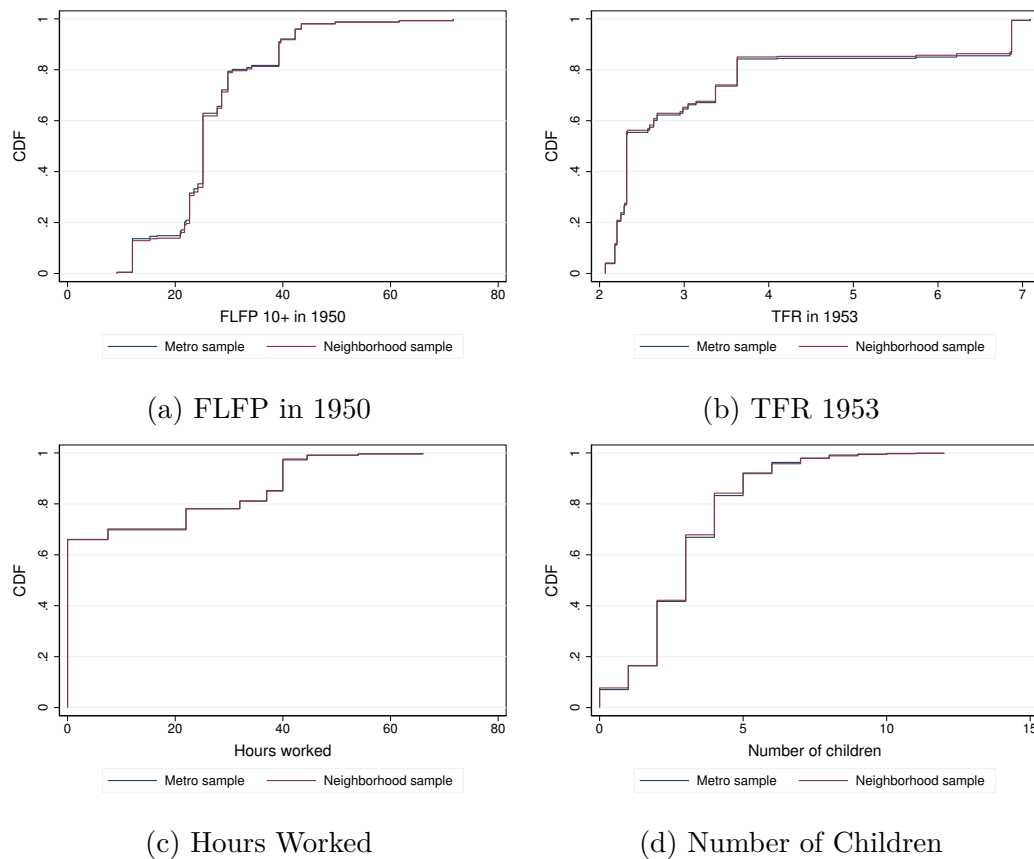 CDF
0 .2 .4 .6 .8 1
0 20 40 60 80
FLFP 10+ in 1950
Metro sample Neighborhood sample
(a) FLFP in 1950
CDF
0 .2 .4 .6 .8 1
2 3 4 5 6 7
TFR in 1953
Metro sample Neighborhood sample
(b) TFR 1953
CDF
0 .2 .4 .6 .8 1
0 20 40 60 80
Hours worked
Metro sample Neighborhood sample
(c) Hours Worked
CDF
0 .2 .4 .6 .8 1
0 5 10 15
Number of children
Metro sample Neighborhood sample
(d) Number of Children